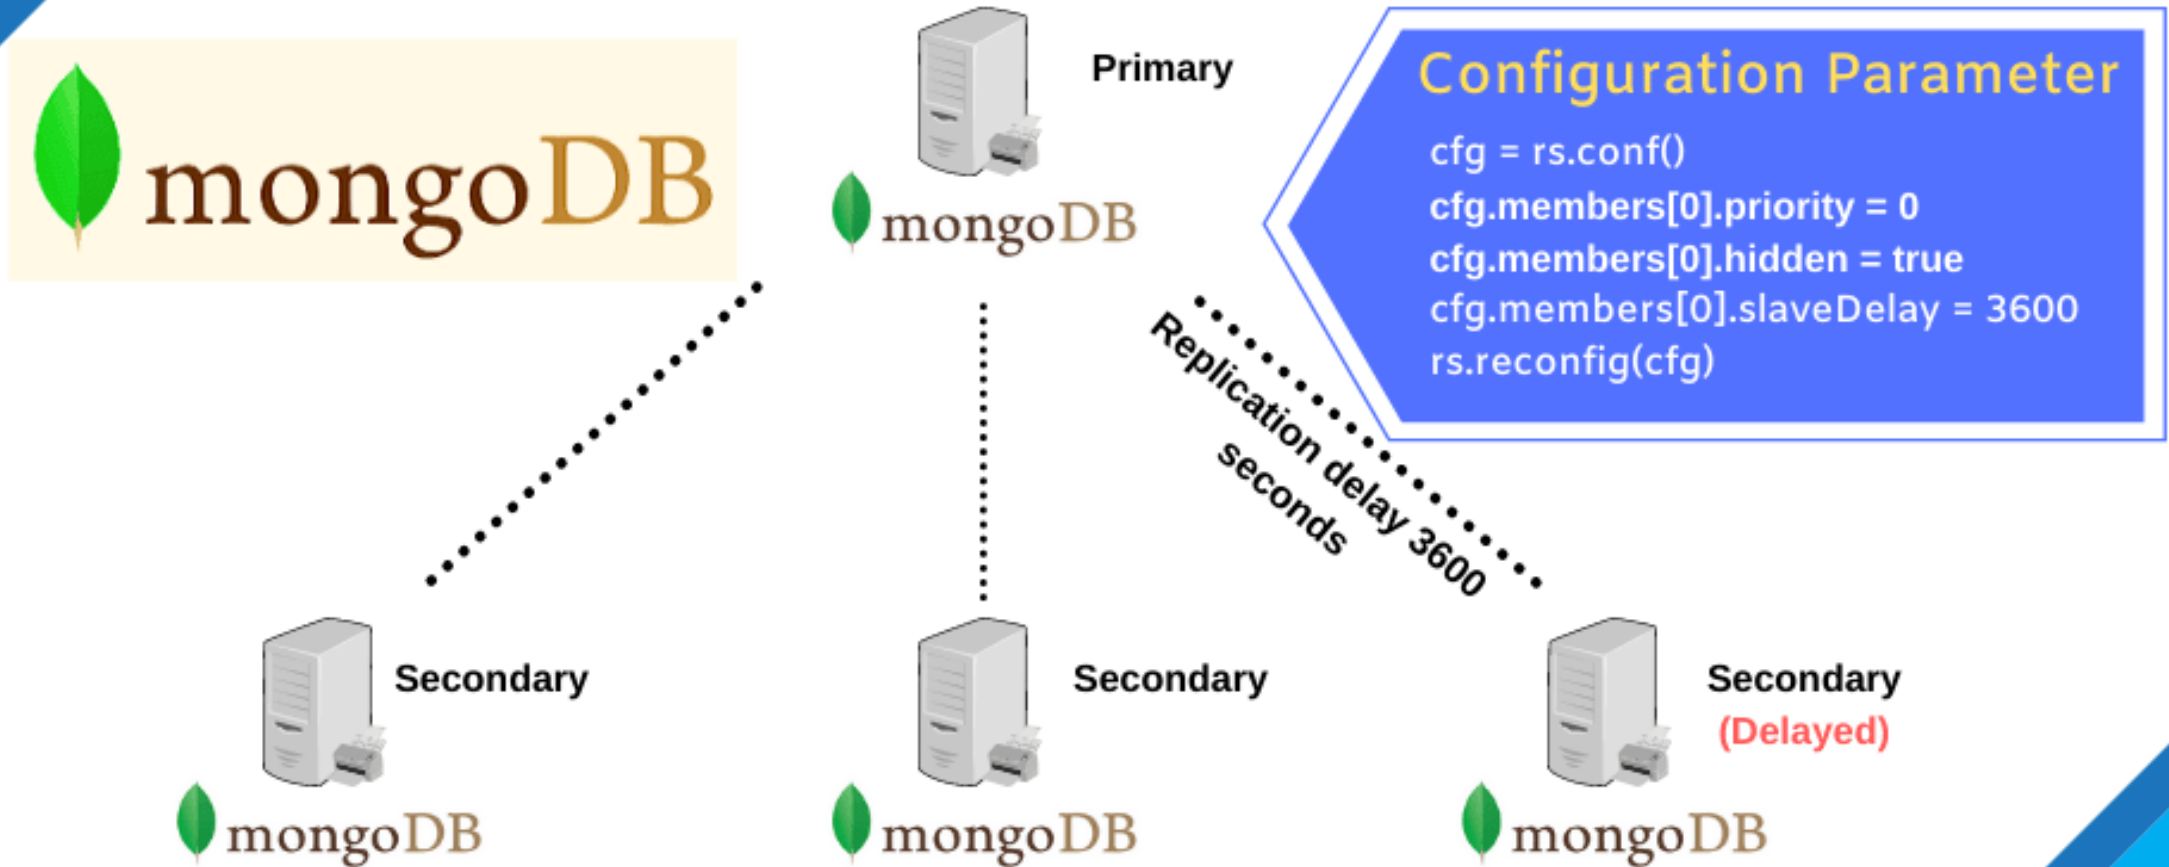 mongoDB
Primary
mongoDB
Configuration Parameter
cfg = rs.conf()
cfg.members[0].priority = 0
cfg.members[0].hidden = true
cfg.members[0].slaveDelay = 3600
rs.reconfig(cfg)
Replication delay 3600
seconds
Secondary
mongoDB
Secondary
mongoDB
Secondary
(Delayed)
mongoDB